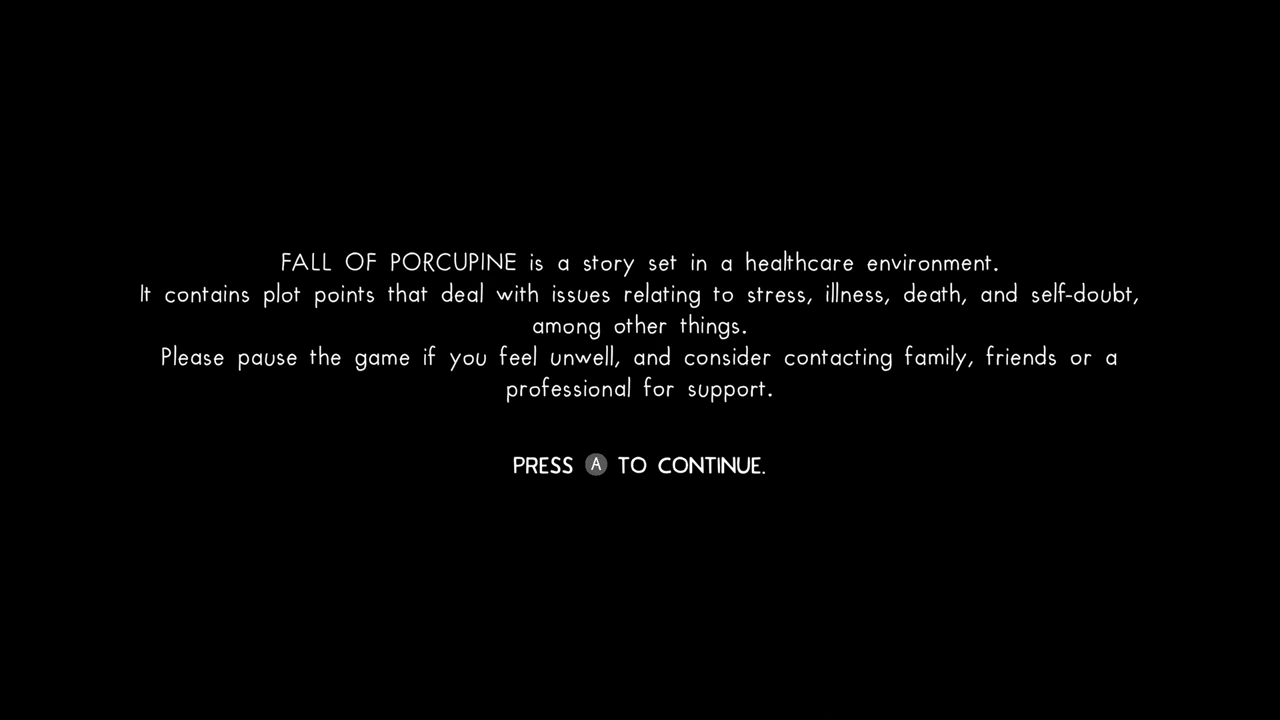 FALL OF PORCUPINE is a story set in a healthcare environment.
It contains plot points that deal with issues relating to stress, illness, death, and self-doubt,
among other things.
Please pause the game if you feel unwell, and consider contacting family, friends or a
professional for support.
PRESS A TO CONTINUE.